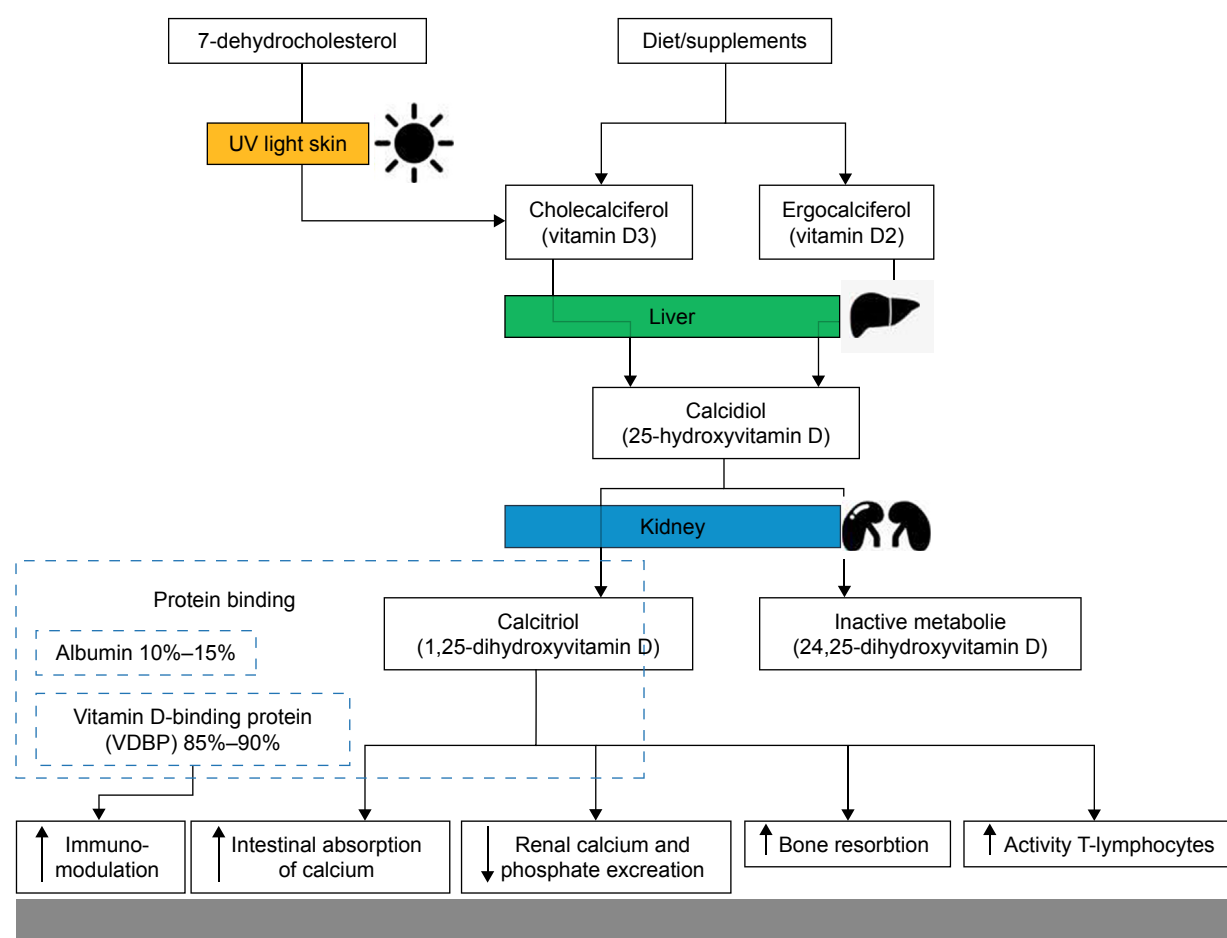 7-dehydrocholesterol
Diet/supplements
UV light skin
Cholecalciferol
(vitamin D3)
Ergocalciferol
(vitamin D2)
Liver
Calcidiol
(25-hydroxyvitamin D)
Kidney
Protein binding
Albumin 10%–15%
Vitamin D-binding protein
(VDBP) 85%–90%
Calcitriol
(1,25-dihydroxyvitamin D)
Inactive metabolie
(24,25-dihydroxyvitamin D)
Immuno-
modulation
Intestinal absorption
of calcium
Renal calcium and
phosphate excreation
Bone resorbtion
Activity T-lymphocytes